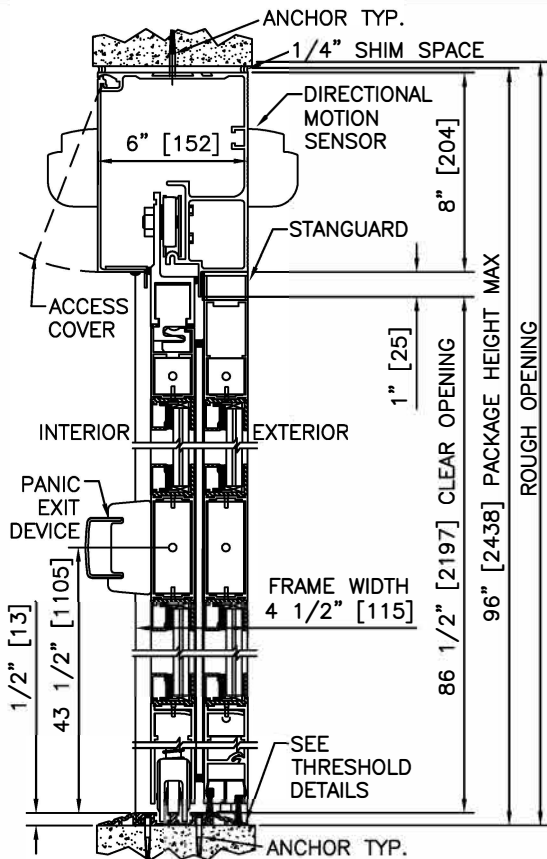 ANCHOR TYP.
1/4" SHIM SPACE
DIRECTIONAL
MOTION
SENSOR
6" [152]
8" [204]
STANGUARD
ACCESS
COVER
1" [25]
INTERIOR
EXTERIOR
PANIC
EXIT
DEVICE
FRAME WIDTH
4 1/2" [115]
1/2" [13]
43 1/2" [1105]
86 1/2" [2197] CLEAR OPENING
96" [2438] PACKAGE HEIGHT MAX
ROUGH OPENING
SEE
THRESHOLD
DETAILS
ANCHOR TYP.